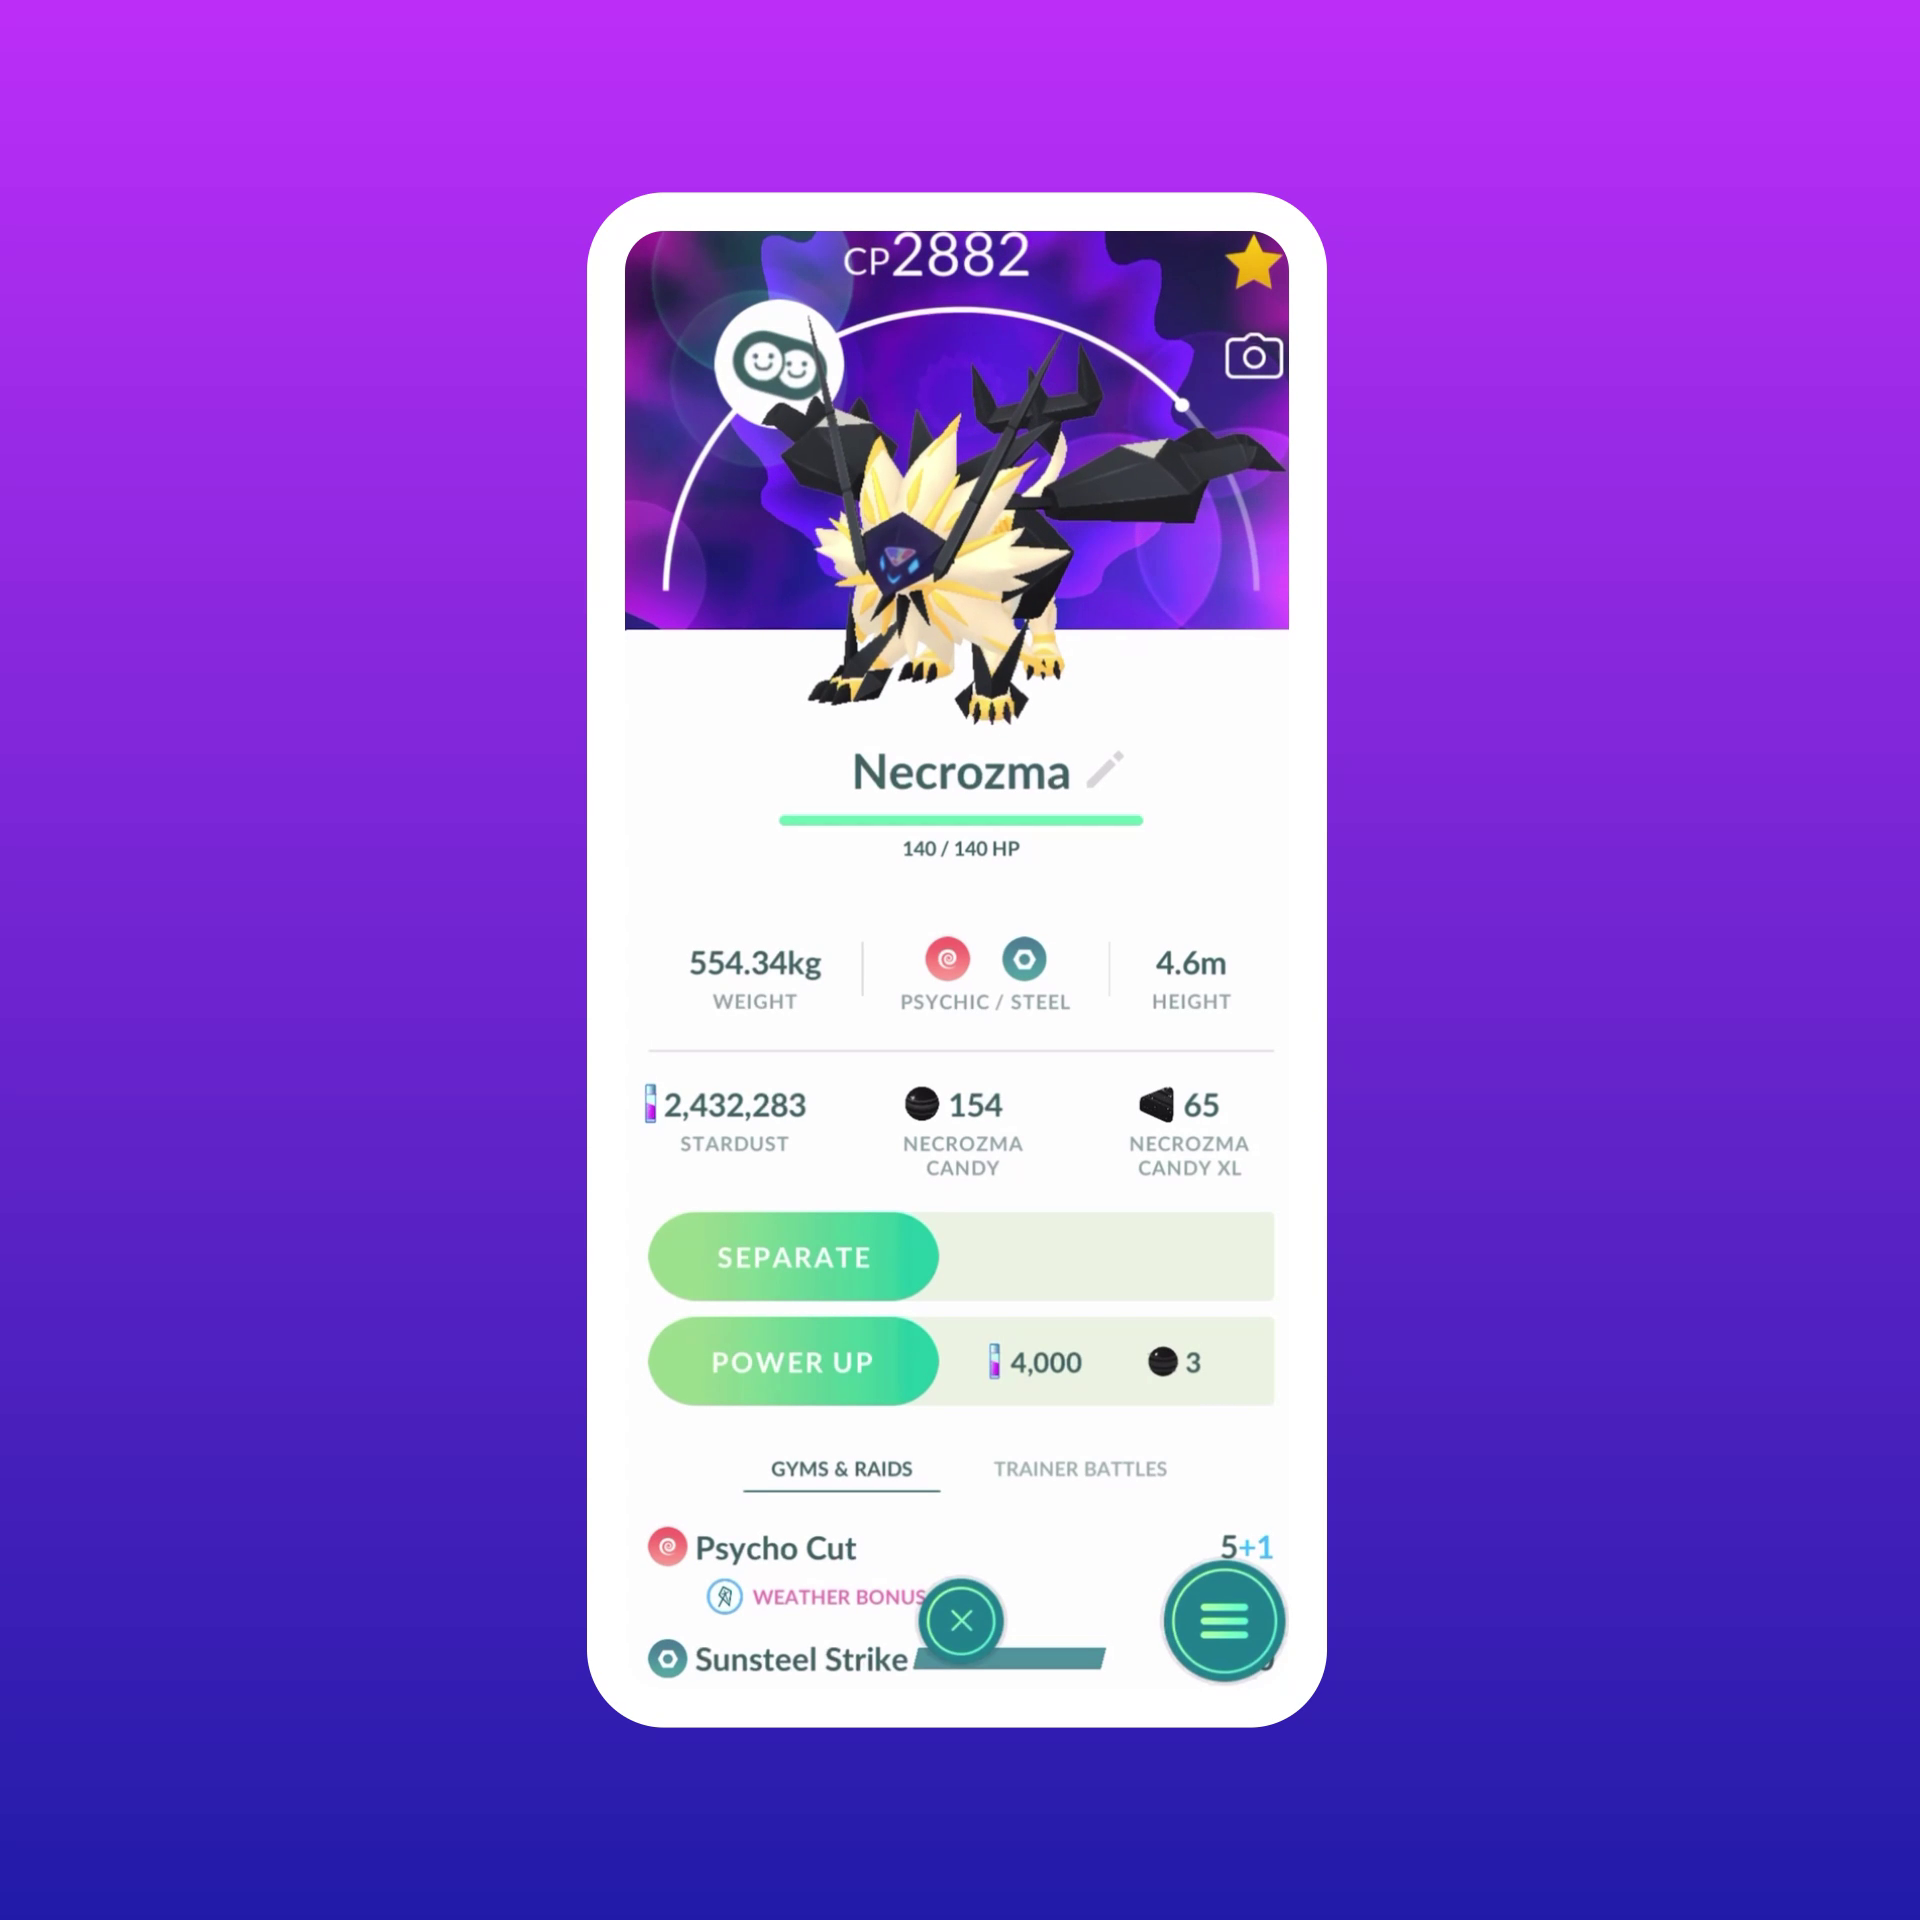 CP2882
Necrozma
140 / 140 HP
554.34kg
WEIGHT
PSYCHIC / STEEL
4.6m
HEIGHT
2,432,283
STARDUST
154
NECROZMA
CANDY
65
NECROZMA
CANDY XL
SEPARATE
POWER UP 4,000 3
GYMS & RAIDS TRAINER BATTLES
Psycho Cut 5+1
WEATHER BONUS
Sunsteel Strike